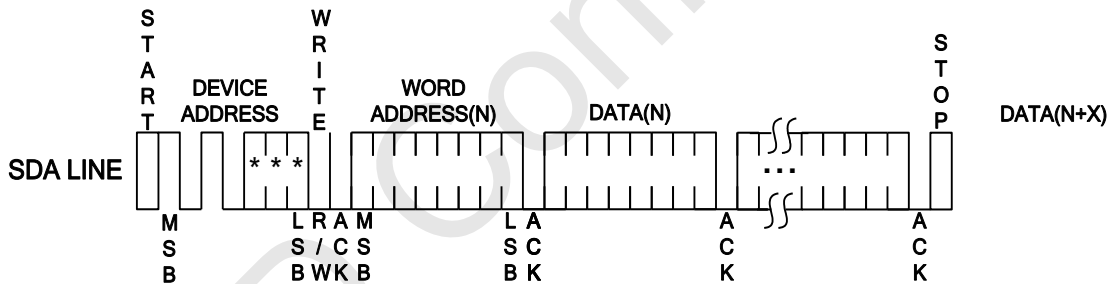 START
WRITE
STOP
DEVICE
ADDRESS
WORD
ADDRESS(N)
DATA(N)
DATA(N+X)
SDA LINE
* * *
...
MSB
LSB
R/W
ACK
MSB
LSB
ACK
ACK
ACK